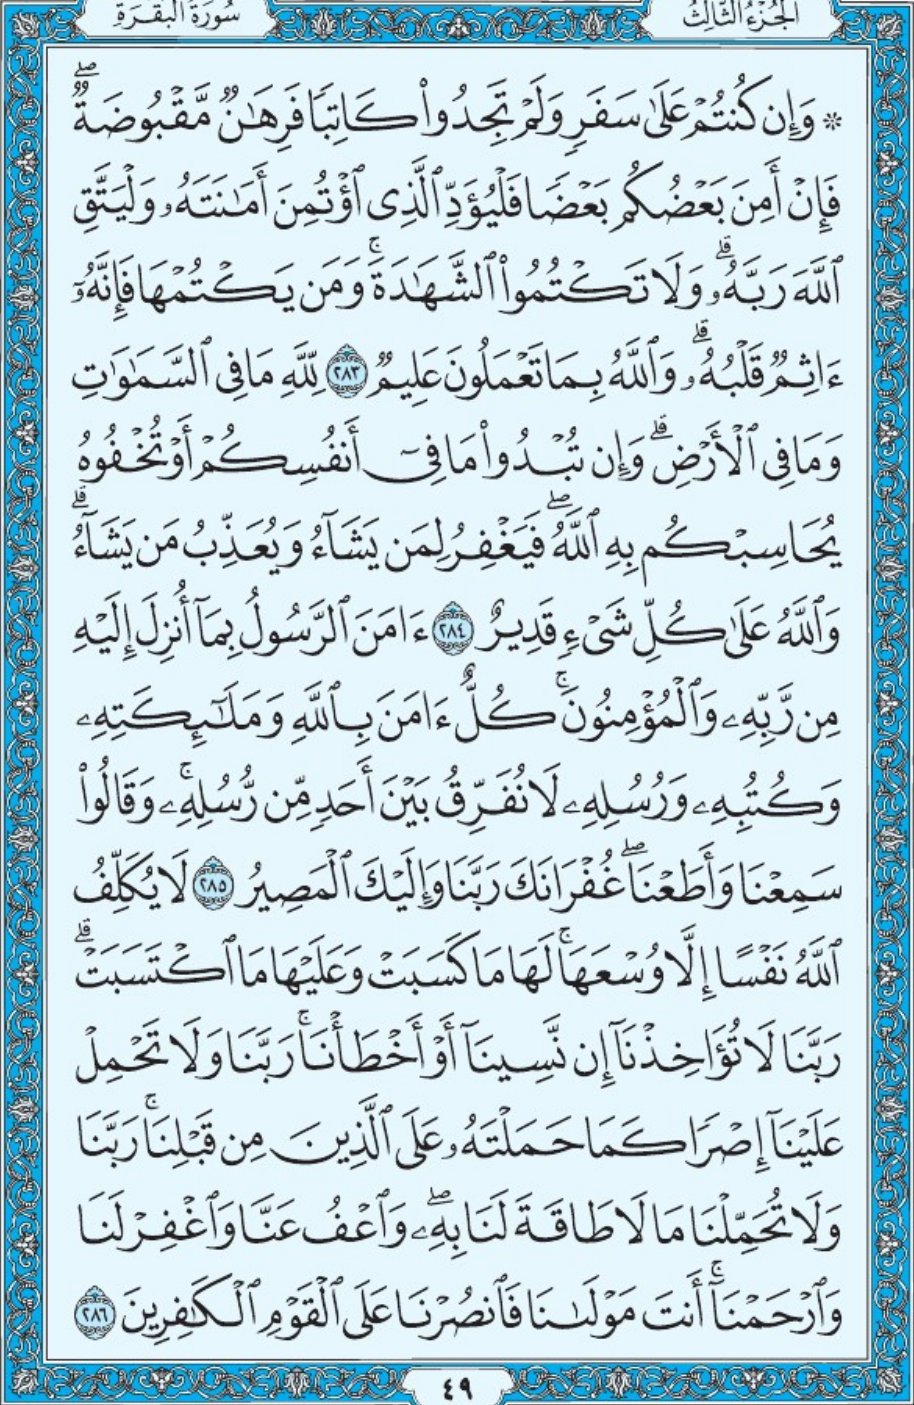 الجُزْءُ الثَّالِثُ
سُورَةُ البَقَرَةِ
* وَإِن كُنتُمْ عَلَىٰ سَفَرٍ وَلَمْ تَجِدُوا۟ كَاتِبًا فَرِهَـٰنٌ مَّقْبُوضَةٌ ۖ
فَإِنْ أَمِنَ بَعْضُكُم بَعْضًا فَلْيُؤَدِّ ٱلَّذِى ٱؤْتُمِنَ أَمَـٰنَتَهُۥ وَلْيَتَّقِ
ٱللَّهَ رَبَّهُۥ ۗ وَلَا تَكْتُمُوا۟ ٱلشَّهَـٰدَةَ ۚ وَمَن يَكْتُمْهَا فَإِنَّهُۥٓ
ءَاثِمٌ قَلْبُهُۥ ۗ وَٱللَّهُ بِمَا تَعْمَلُونَ عَلِيمٌ ٢٨٣ لِّلَّهِ مَا فِى ٱلسَّمَـٰوَٰتِ
وَمَا فِى ٱلْأَرْضِ ۗ وَإِن تُبْدُوا۟ مَا فِىٓ أَنفُسِكُمْ أَوْ تُخْفُوهُ
يُحَاسِبْكُم بِهِ ٱللَّهُ ۖ فَيَغْفِرُ لِمَن يَشَآءُ وَيُعَذِّبُ مَن يَشَآءُ ۗ
وَٱللَّهُ عَلَىٰ كُلِّ شَىْءٍ قَدِيرٌ ٢٨٤ ءَامَنَ ٱلرَّسُولُ بِمَآ أُنزِلَ إِلَيْهِ
مِن رَّبِّهِۦ وَٱلْمُؤْمِنُونَ ۚ كُلٌّ ءَامَنَ بِٱللَّهِ وَمَلَـٰٓئِكَتِهِۦ
وَكُتُبِهِۦ وَرُسُلِهِۦ لَا نُفَرِّقُ بَيْنَ أَحَدٍ مِّن رُّسُلِهِۦ ۚ وَقَالُوا۟
سَمِعْنَا وَأَطَعْنَا ۖ غُفْرَانَكَ رَبَّنَا وَإِلَيْكَ ٱلْمَصِيرُ ٢٨٥ لَا يُكَلِّفُ
ٱللَّهُ نَفْسًا إِلَّا وُسْعَهَا ۚ لَهَا مَا كَسَبَتْ وَعَلَيْهَا مَا ٱكْتَسَبَتْ ۗ
رَبَّنَا لَا تُؤَاخِذْنَآ إِن نَّسِينَآ أَوْ أَخْطَأْنَا ۚ رَبَّنَا وَلَا تَحْمِلْ
عَلَيْنَآ إِصْرًا كَمَا حَمَلْتَهُۥ عَلَى ٱلَّذِينَ مِن قَبْلِنَا ۚ رَبَّنَا
وَلَا تُحَمِّلْنَا مَا لَا طَاقَةَ لَنَا بِهِۦ ۖ وَٱعْفُ عَنَّا وَٱغْفِرْ لَنَا
وَٱرْحَمْنَآ ۚ أَنتَ مَوْلَىٰنَا فَٱنصُرْنَا عَلَى ٱلْقَوْمِ ٱلْكَـٰفِرِينَ ٢٨٦
٤٩